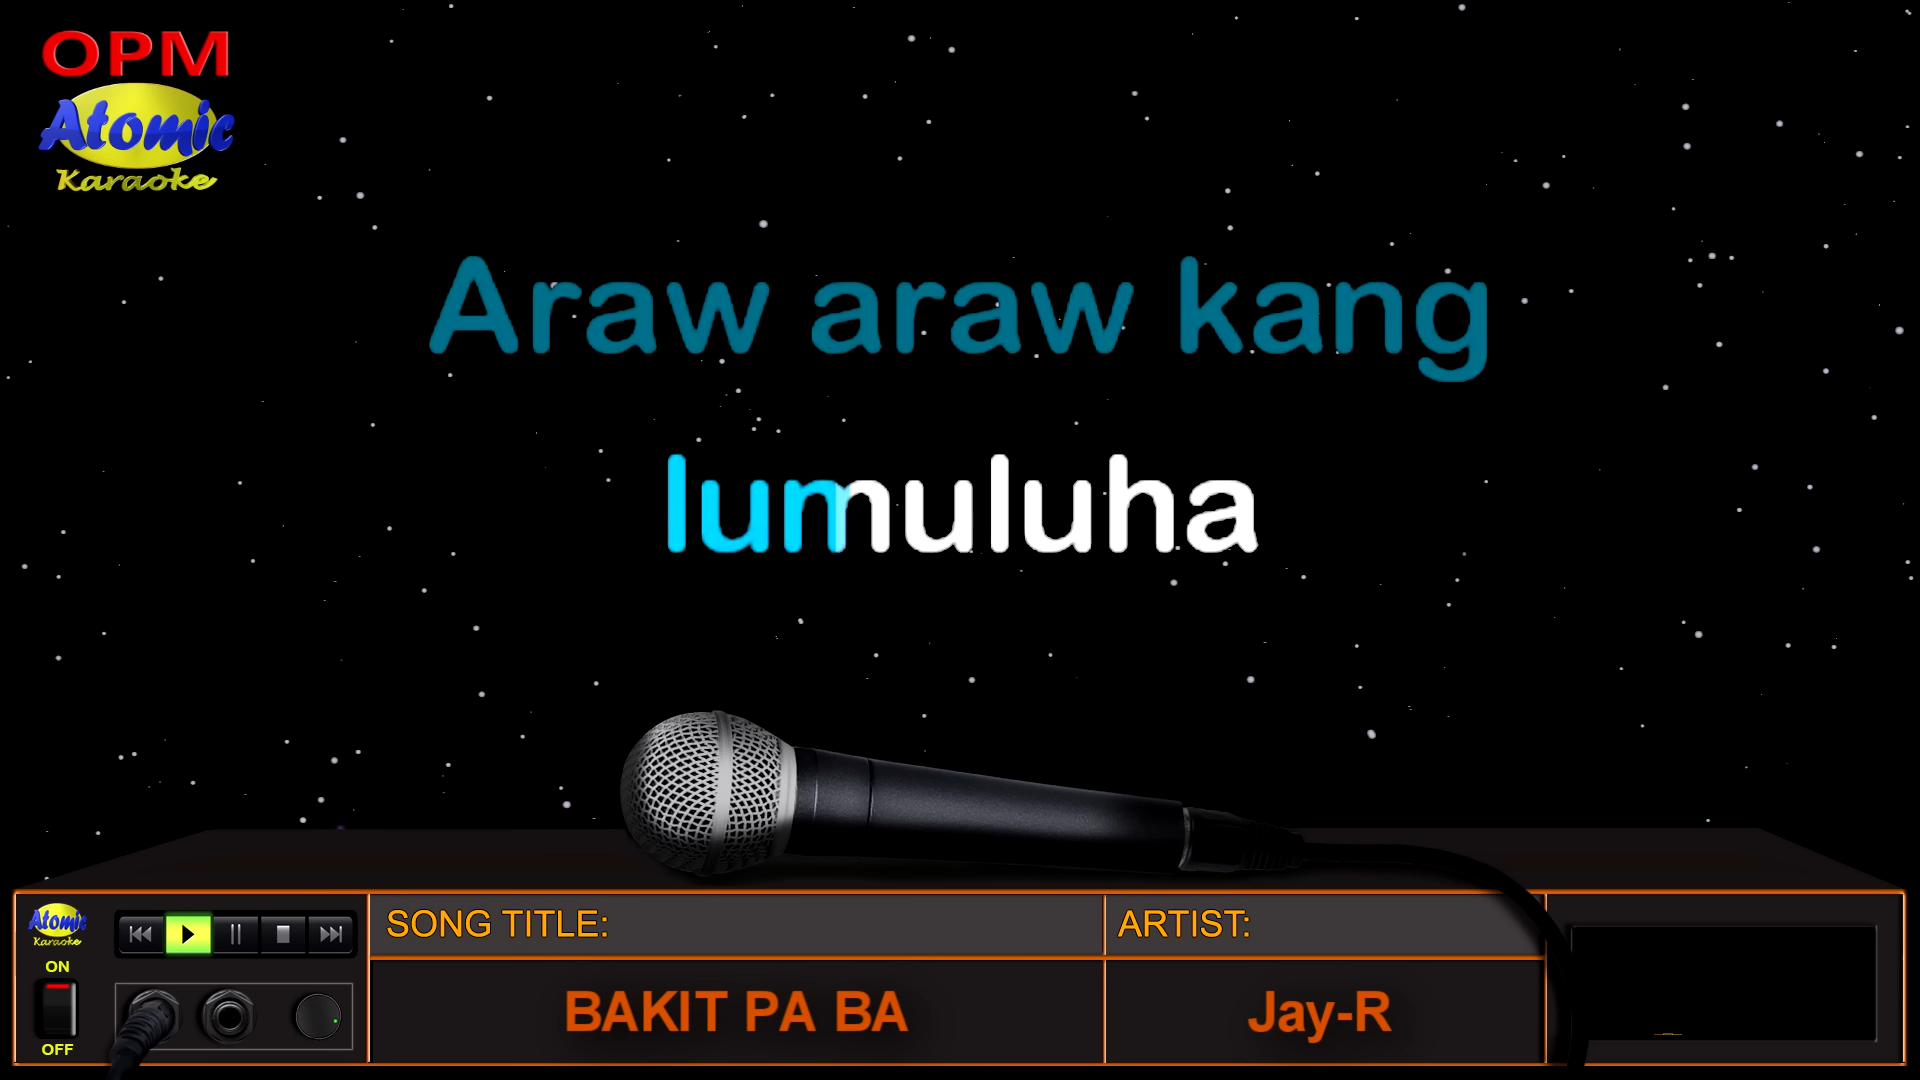 OPM
Atomic
Karaoke
Araw araw kang
lumuluha
Atomic
Karaoke
ON
OFF
SONG TITLE:
ARTIST:
BAKIT PA BA
Jay-R